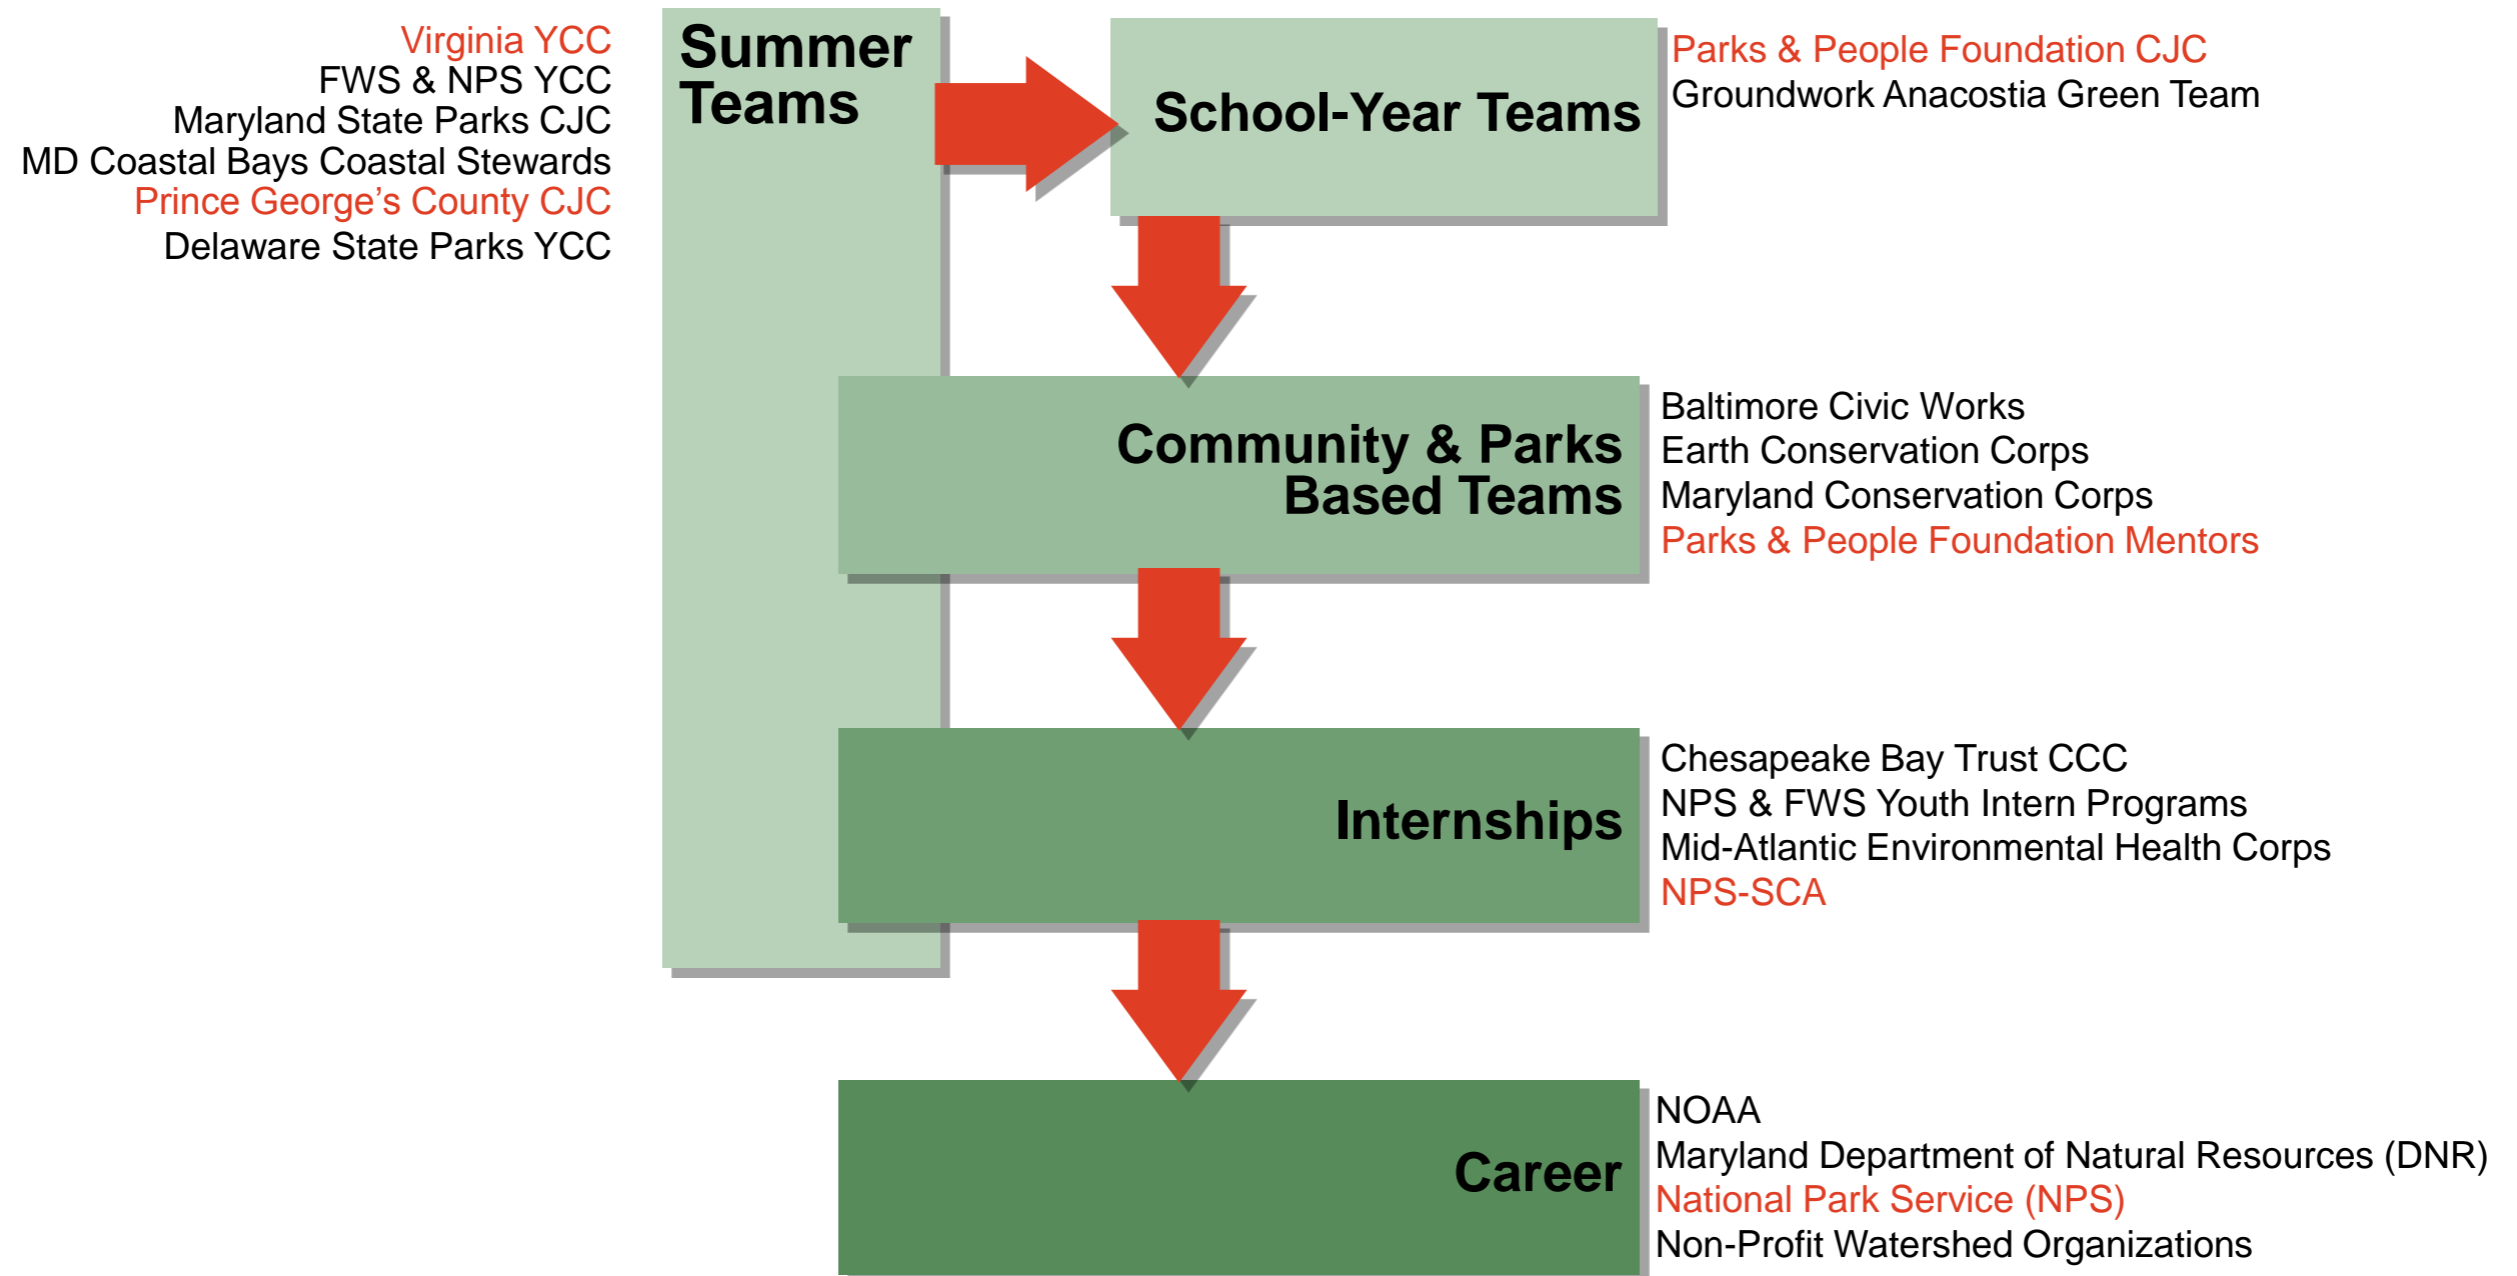 Virginia YCC
FWS & NPS YCC
Maryland State Parks CJC
MD Coastal Bays Coastal Stewards
Prince George’s County CJC
Delaware State Parks YCC
Summer
Teams
School-Year Teams
Parks & People Foundation CJC
Groundwork Anacostia Green Team
Community & Parks
Based Teams
Baltimore Civic Works
Earth Conservation Corps
Maryland Conservation Corps
Parks & People Foundation Mentors
Internships
Chesapeake Bay Trust CCC
NPS & FWS Youth Intern Programs
Mid-Atlantic Environmental Health Corps
NPS-SCA
Career
NOAA
Maryland Department of Natural Resources (DNR)
National Park Service (NPS)
Non-Profit Watershed Organizations